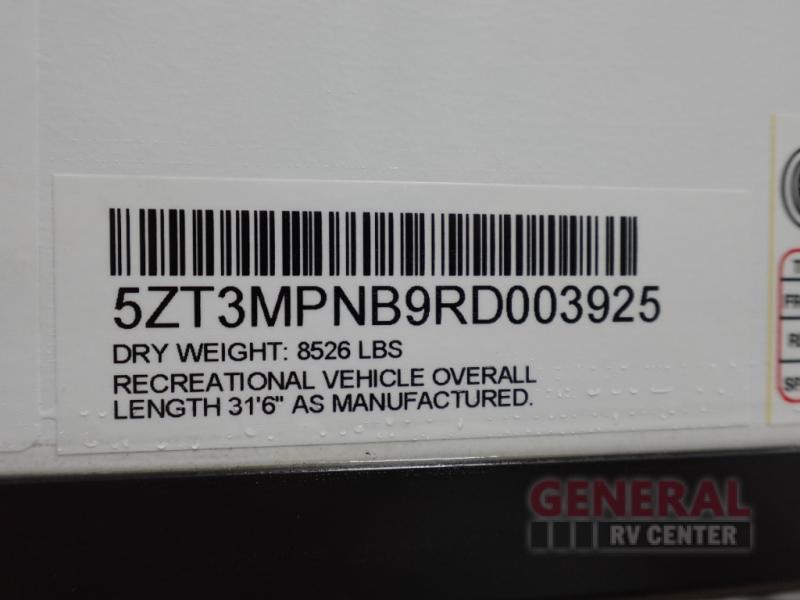 5ZT3MPNB9RD003925
DRY WEIGHT: 8526 LBS
RECREATIONAL VEHICLE OVERALL
LENGTH 31'6" AS MANUFACTURED.
GENERAL
RV CENTER